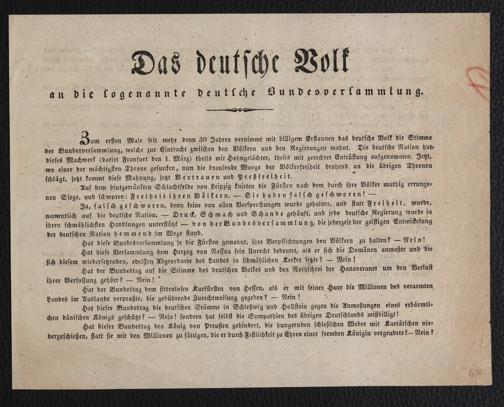 Das deutsche Volk
an die sogenannte deutsche Bundesversammlung.
Zum ersten Male seit mehr denn 30 Jahren vernimmt mit billigem Erstaunen das deutsche Volk die Stimme
der Bundesversammlung, welche zur Eintracht zwischen den Völkern und den Regierungen mahnt. Die deutsche Nation hat
dieses Machwerk (datirt Frankfurt den 1. März) theils mit Hohngelächter, theils mit gerechter Entrüstung aufgenommen. Jetzt,
wo einer der mächtigsten Throne gesunken, nun die brausende Woge der Völkerfreiheit drohend an die übrigen Thronen
schlägt, jetzt kommt diese Mahnung, jetzt Vertrauen und Preßfreiheit.
Auf dem blutgetränkten Schlachtfelde von Leipzig knieten die Fürsten nach dem durch ihre Völker muthig errunge-
nen Siege, und schwuren: Freiheit ihren Völkern. — Sie haben falsch geschworen! —
Ja, falsch geschworen, denn keine von allen Versprechungen wurde gehalten, und statt Freiheit, wurde,
namentlich auf die deutsche Nation, — Druck, Schmach und Schande gehäuft, und jede deutsche Regierung wurde in
ihren schmählichsten Handlungen unterstützt — von der Bundesversammlung, die jederzeit der geistigen Entwickelung
der deutschen Nation hemmend im Wege stand.
Hat diese Bundesversammlung je die Fürsten gemahnt, ihre Verpflichtungen den Völkern zu halten? — Nein!
Hat diese Versammlung dem Herzog von Nassau sein Unrecht bedeutet, als er sich die Domänen anmaßte und die
sich diesem widersetzenden, greisen Abgeordnete des Landes in schmählichen Kerker setzte? — Nein!
Hat der Bundestag auf die Stimme des deutschen Volkes und den Nothschrei der Hanoveraner um den Verlust
ihrer Verfassung gehört? — Nein!
Hat der Bundestag dem sittenlosen Kurfürsten von Hessen, als er mit seiner Hure die Millionen des verarmten
Landes im Auslande verpraßte, die gebührende Zurechtweisung gegeben? — Nein!
Hat dieser Bundestag die deutschen Stämme in Schleswig und Hollstein gegen die Anmaßungen eines erbärmli-
chen dänischen Königs geschützt? — Nein! sondern hat selbst die Sympathien des übrigen Deutschlands mißbilligt!
Hat dieser Bundestag den König von Preußen gehindert, die hungernden schlesischen Weber mit Kartätschen nie-
derzuschießen, statt sie mit den Millionen zu sättigen, die er durch Festlichkeit zu Ehren einer fremden Königin vergeudete? — Nein!